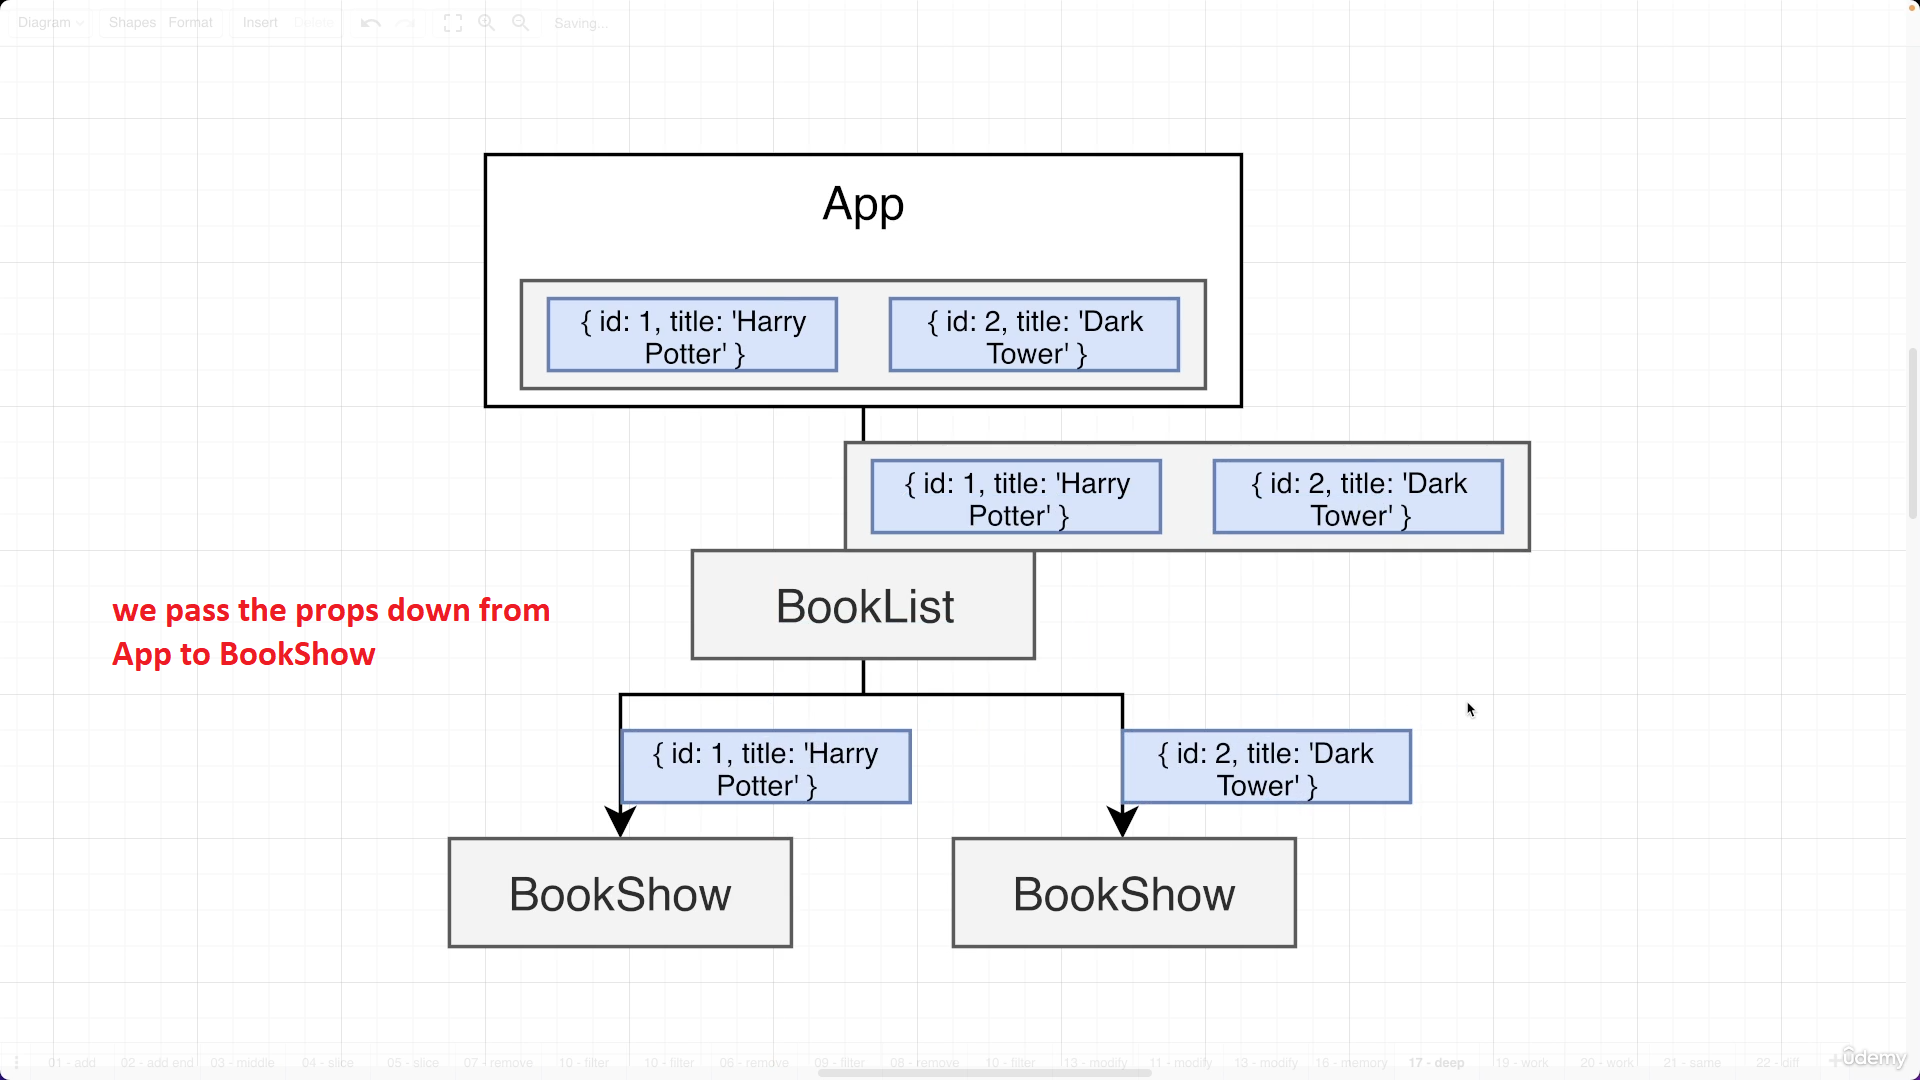 Diagram Shapes Format Insert Delete Saving...
App
{ id: 1, title: 'Harry
Potter' }
{ id: 2, title: 'Dark
Tower' }
{ id: 1, title: 'Harry
Potter' }
{ id: 2, title: 'Dark
Tower' }
BookList
we pass the props down from
App to BookShow
{ id: 1, title: 'Harry
Potter' }
{ id: 2, title: 'Dark
Tower' }
BookShow
BookShow
01 - add 02 - add end 03 - middle 04 - slice 05 - slice 07 - remove 10 - filter 10 - filter 06 - remove 09 - filter 08 - remove 10 - filter 13 - modify 11 - modify 13 - modify 16 - memory 17 - deep 19 - work 20 - work 21 - same 22 - diff
ûdemy